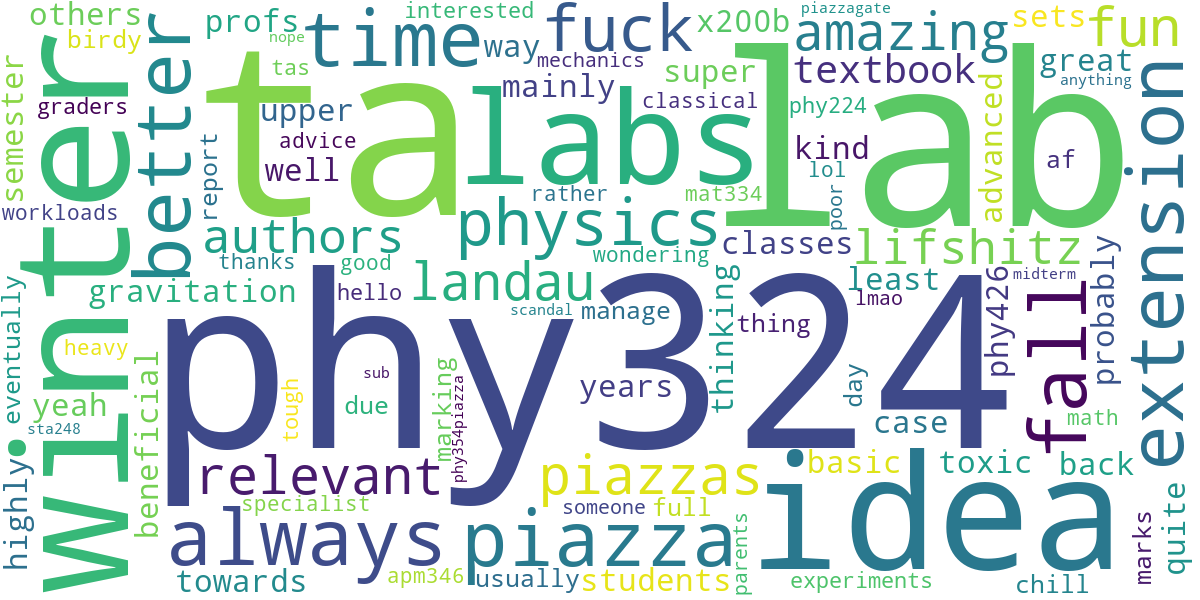 others
profs
interested
piazzagate
sets
fun
birdy
nope
time
way
fuck
x200b
amazing
mechanics
great
semester
winter
better
tas
ta
labs
lab
mainly
super
textbook
anything
graders
upper
classical
phy224
advanced
extension
advice
report
well
kind
af
lol
workloads
rather
mat334
poor
authors
physics
classes
lifshitz
thanks
good
wondering
gravitation
hello
landau
manage
least
midterm
eventually
phy324
scandal
thinking
thing
lmao
phy426
fall
probably
heavy
beneficial
sub
years
day
yeah
tough
due
marking
phy354piazza
case
math
sta248
highly
relevant
piazzas
idea
basic
toxic
back
specialist
someone
full
always
piazza
parents
marks
quite
towards
apm346
usually
students
experiments
chill